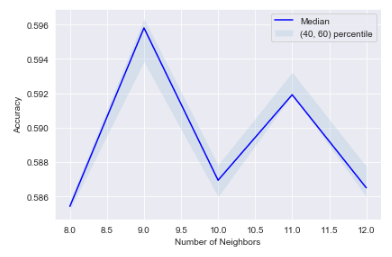 0.596
0.594
0.592
0.590
0.588
0.586
Accuracy
Median
(40, 60) percentile
8.0 8.5 9.0 9.5 10.0 10.5 11.0 11.5 12.0
Number of Neighbors